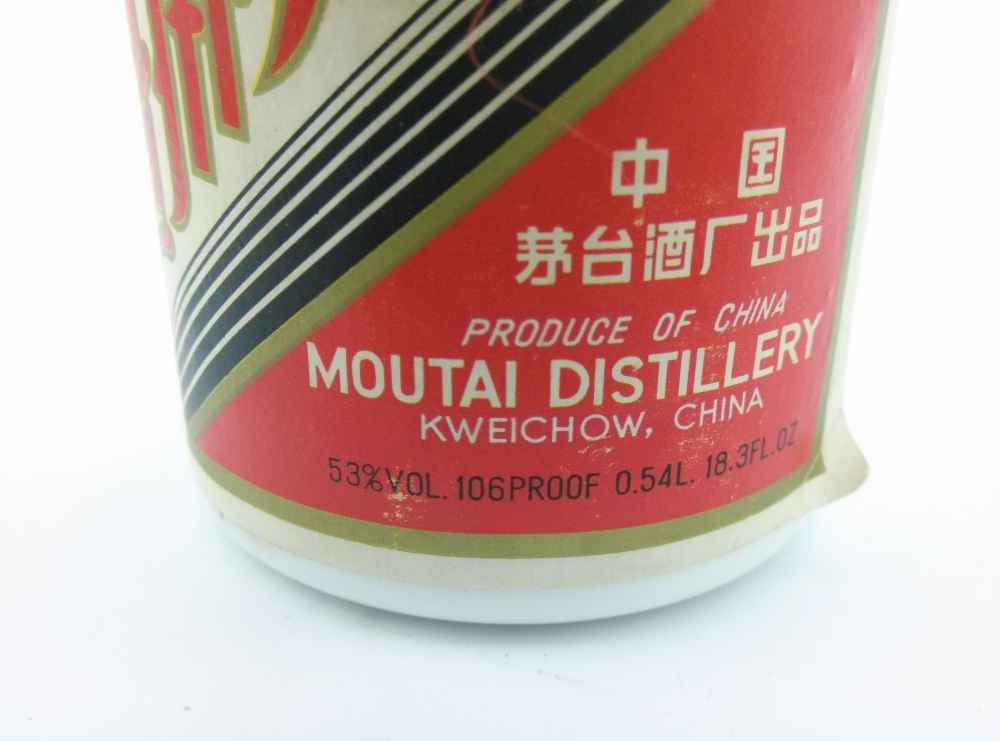 中国
茅台酒厂出品
PRODUCE OF CHINA
MOUTAI DISTILLERY
KWEICHOW, CHINA
53%VOL. 106PROOF 0.54L. 18.3FL.OZ